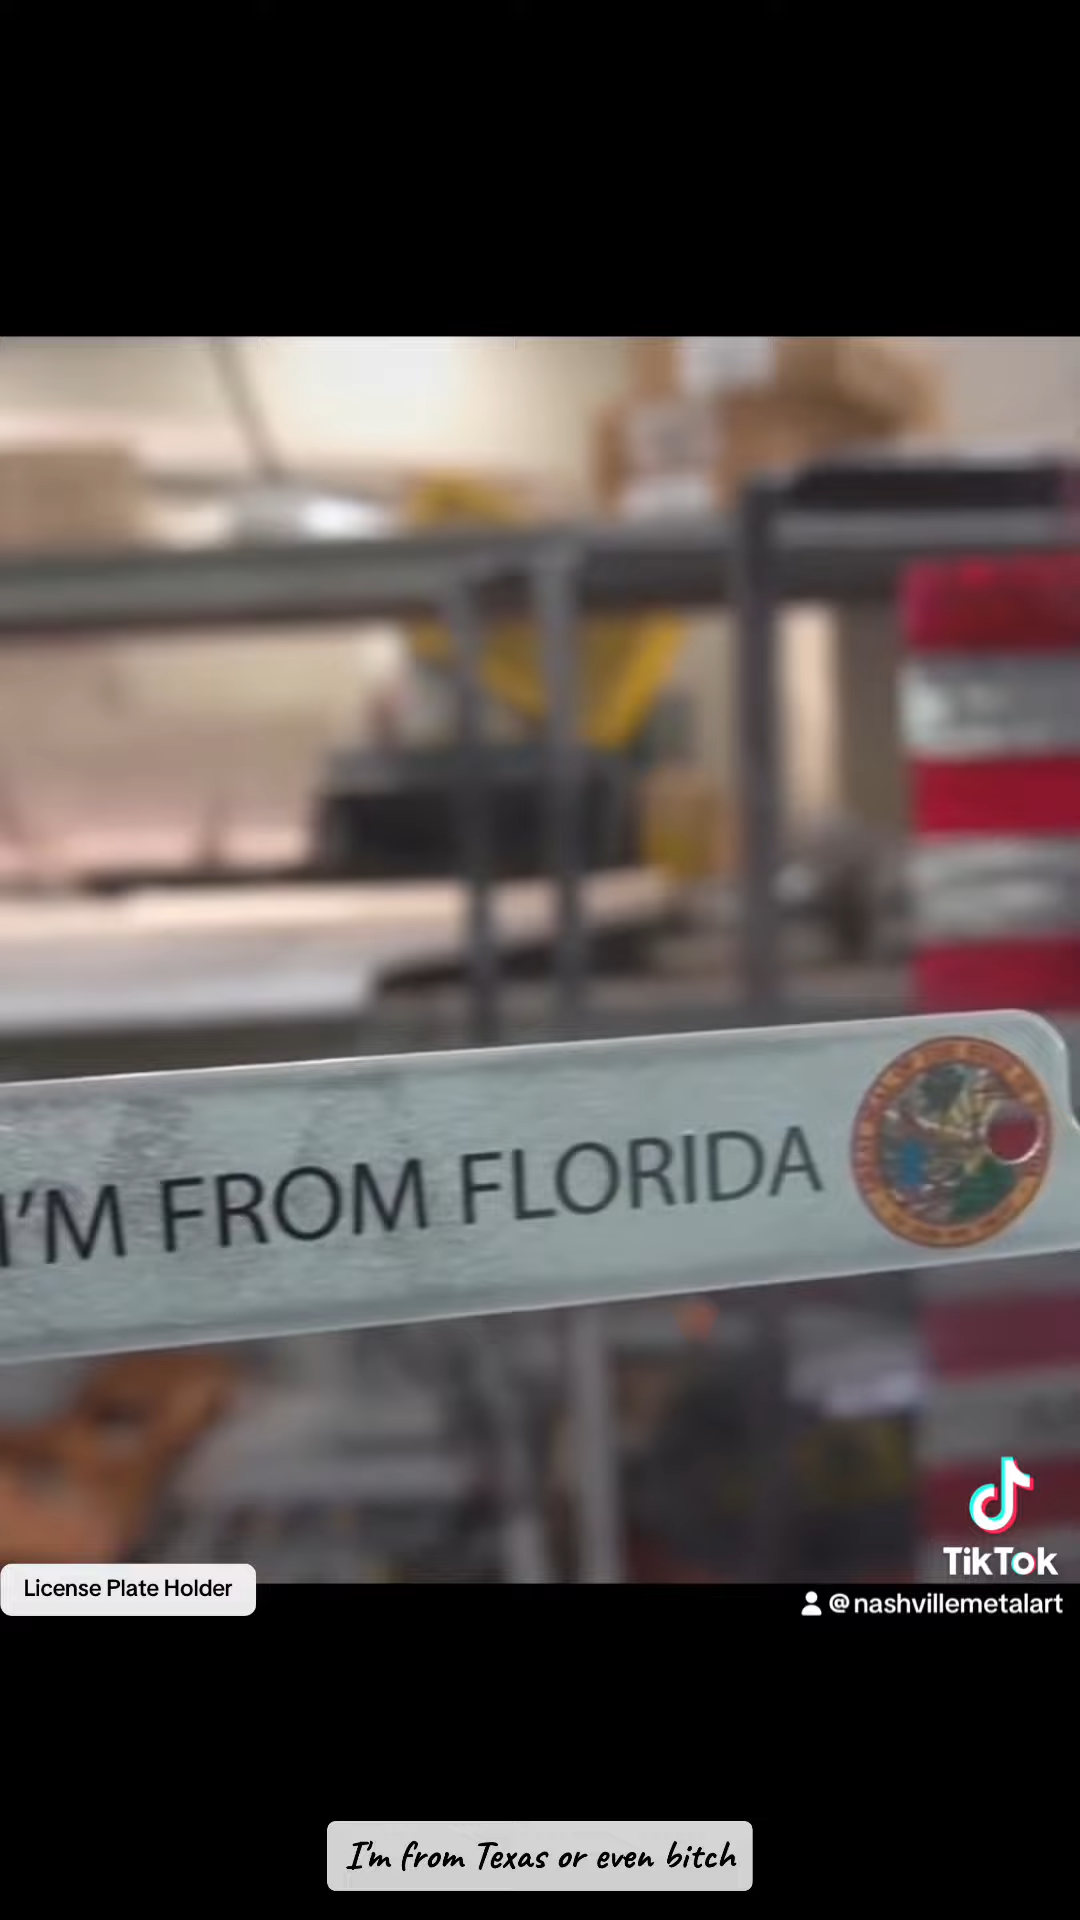 I'M FROM FLORIDA
TikTok
License Plate Holder
@nashvillemetalart
I'm from Texas or even bitch